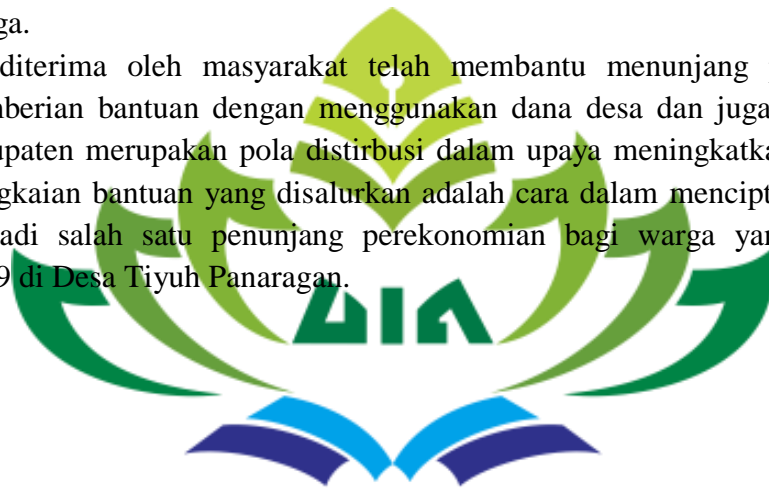 ga.
diterima oleh masyarakat telah membantu menunjang
nberian bantuan dengan menggunakan dana desa dan juga
upaten merupakan pola distirbusi dalam upaya meningkatka
gkaian bantuan yang disalurkan adalah cara dalam mencipt
adi salah satu penunjang perekonomian bagi warga yan
9 di Desa Tiyuh Panaragan.
UIN